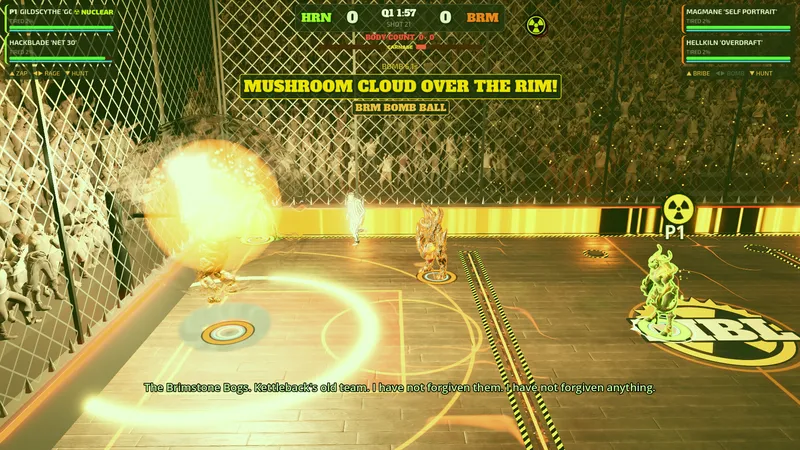 P1 GILDSCYTHE 'GC ☢ NUCLEAR
TIRED 2%
HACKBLADE 'NET 30'
TIRED 2%
▲ ZAP ◀▶ RAGE ▼ HUNT
HRN 0 Q1 1:57 0 BRM
SHOT 21
BODY COUNT 0 - 0
CARNAGE
MUSHROOM CLOUD OVER THE RIM!
BRM BOMB BALL
MAGMANE 'SELF PORTRAIT'
TIRED 2%
HELLKILN 'OVERDRAFT'
TIRED 2%
▲ BRIBE ◀▶ BOMB ▼ HUNT
P1
The Brimstone Bogs. Kettleback's old team. I have not forgiven them. I have not forgiven anything.